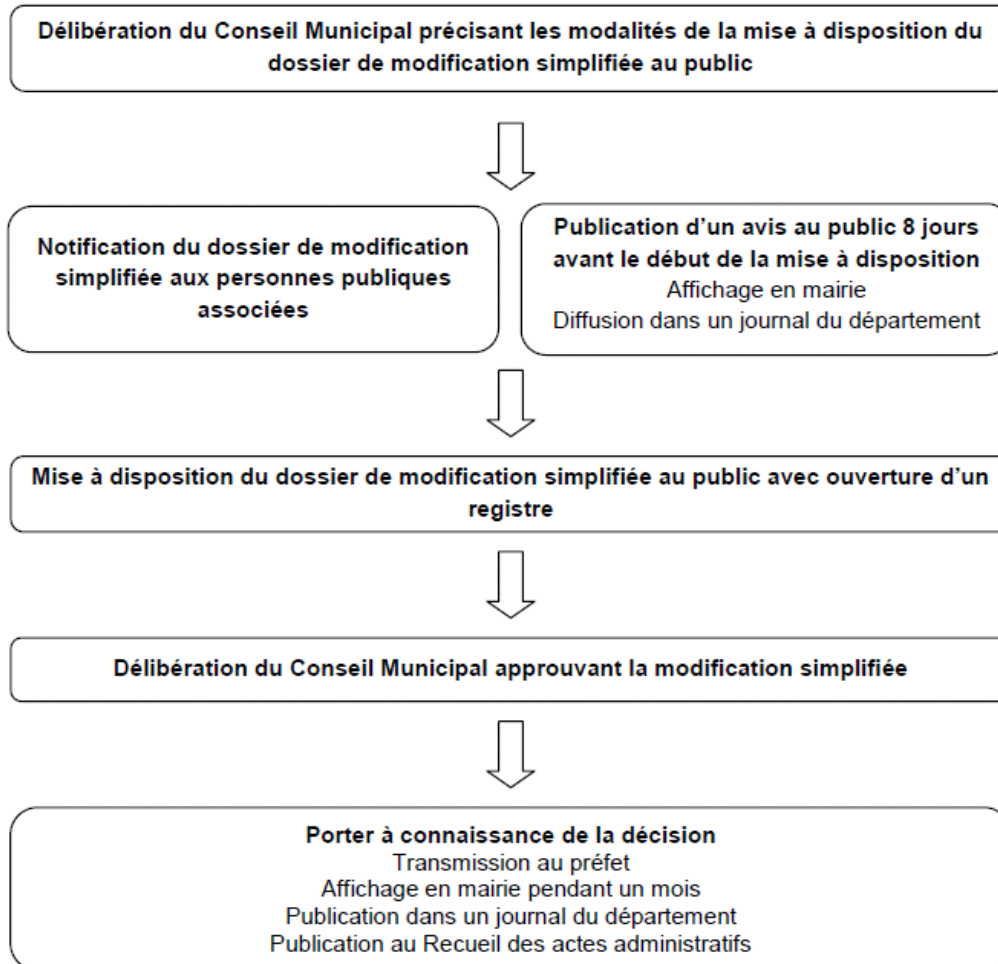 Délibération du Conseil Municipal précisant les modalités de la mise à disposition du
dossier de modification simplifiée au public
Notification du dossier de modification
simplifiée aux personnes publiques
associées
Publication d'un avis au public 8 jours
avant le début de la mise à disposition
Affichage en mairie
Diffusion dans un journal du département
Mise à disposition du dossier de modification simplifiée au public avec ouverture d'un
registre
Délibération du Conseil Municipal approuvant la modification simplifiée
Porter à connaissance de la décision
Transmission au préfet
Affichage en mairie pendant un mois
Publication dans un journal du département
Publication au Recueil des actes administratifs